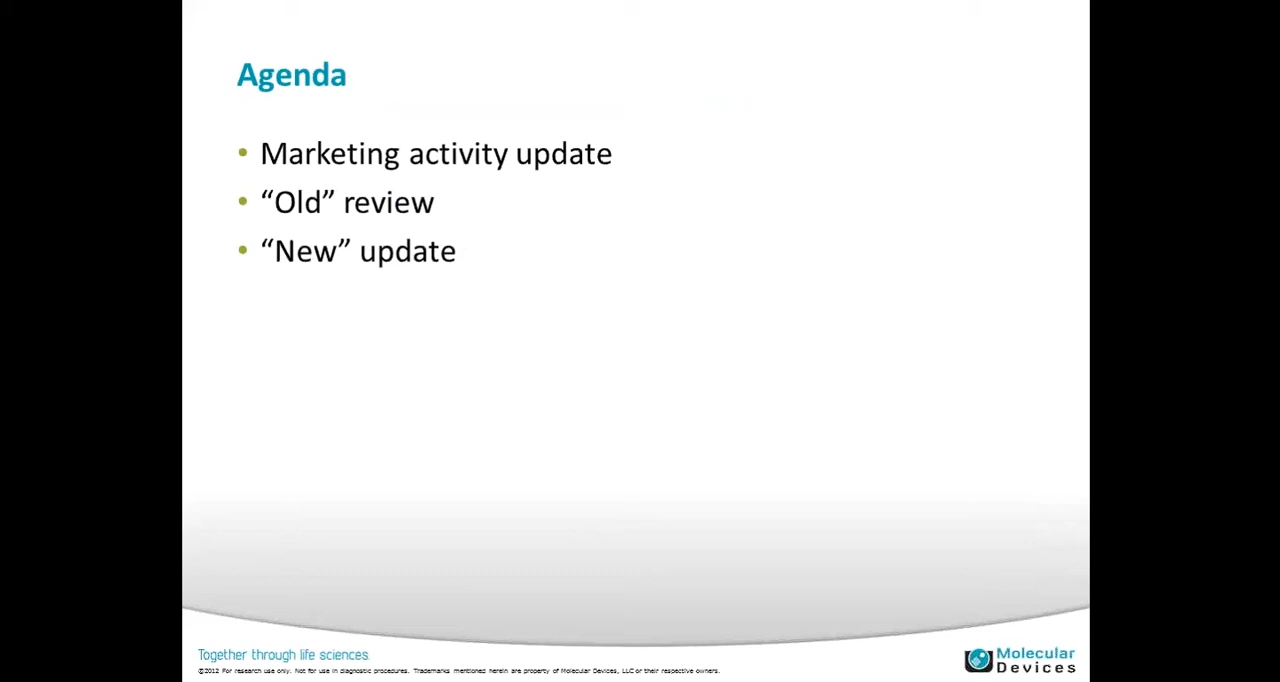 Agenda
• Marketing activity update
• “Old” review
• “New” update
Together through life sciences.
©2012 For research use only. Not for use in diagnostic procedures. Trademarks mentioned herein are property of Molecular Devices, LLC or their respective owners.
Molecular
Devices